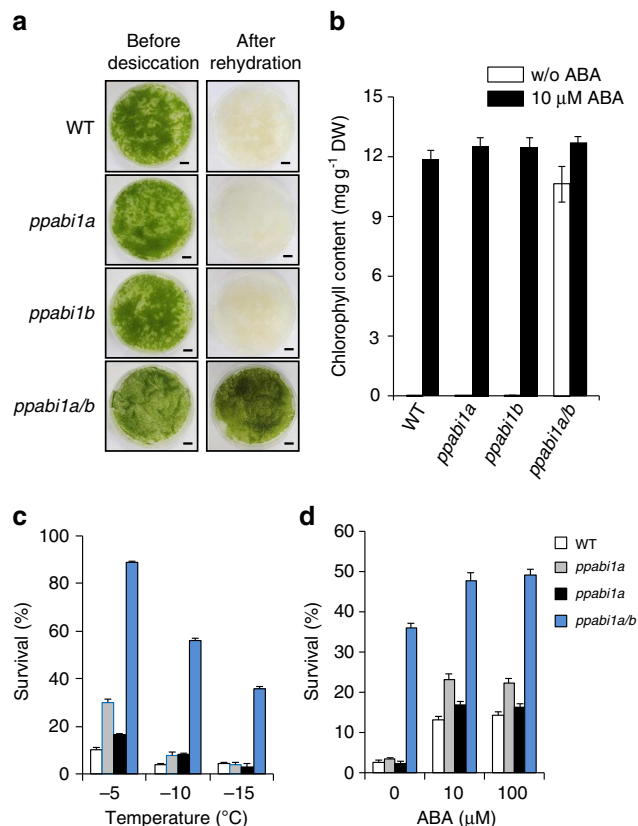 a
Before desiccation
After rehydration
WT
ppabi1a
ppabi1b
ppabi1a/b
b
w/o ABA
10 μM ABA
Chlorophyll content (mg g⁻¹ DW)
15
12
9
6
3
0
WT
ppabi1a
ppabi1b
ppabi1a/b
c
Survival (%)
100
80
60
40
20
0
–5
–10
–15
Temperature (°C)
d
Survival (%)
60
50
40
30
20
10
0
0
10
100
ABA (μM)
WT
ppabi1a
ppabi1a
ppabi1a/b